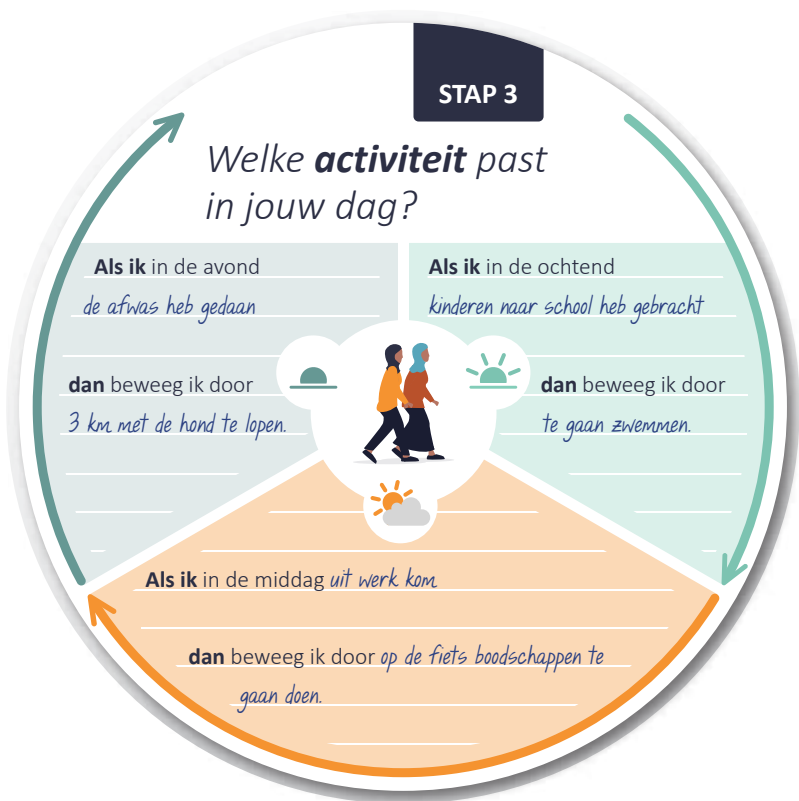 STAP 3
Welke activiteit past
in jouw dag?
Als ik in de avond
de afwas heb gedaan
dan beweeg ik door
3 km met de hond te lopen.
Als ik in de ochtend
kinderen naar school heb gebracht
dan beweeg ik door
te gaan zwemmen.
Als ik in de middag uit werk kom
dan beweeg ik door op de fiets boodschappen te
gaan doen.